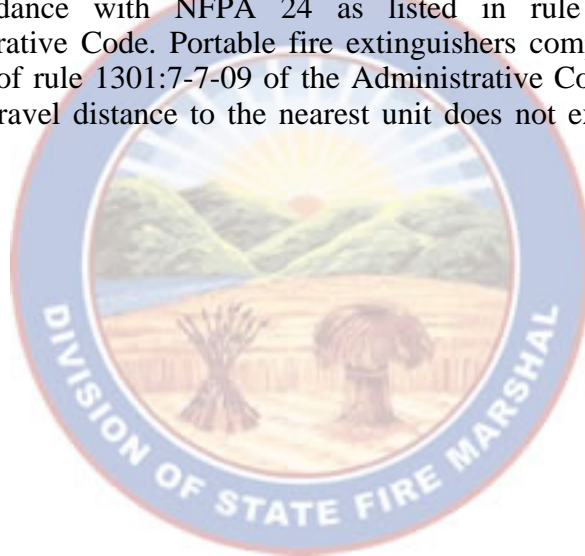 dance with NFPA 24 as listed in rule
rative Code. Portable fire extinguishers comp
of rule 1301:7-7-09 of the Administrative Co
ravel distance to the nearest unit does not ex
DIVISION OF STATE FIRE MARSHAL